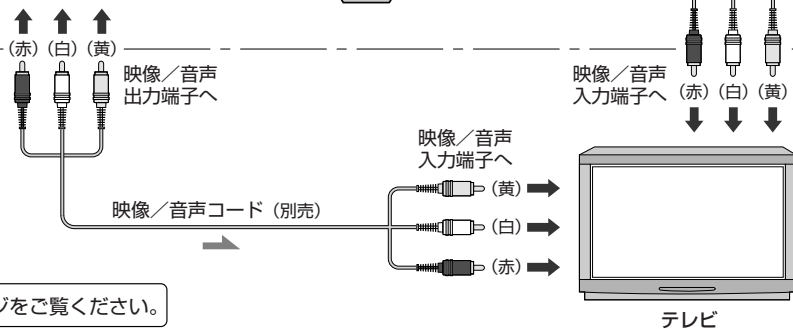 (赤)(白)(黄)
映像／音声
出力端子へ
映像／音声
入力端子へ
(赤)(白)(黄)
映像／音声
入力端子へ
(黄)
(白)
(赤)
映像／音声コード（別売）
ジをご覧ください。
テレビ